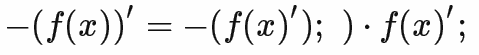 −(f(x))′ = −(f(x)′); ) · f(x)′;